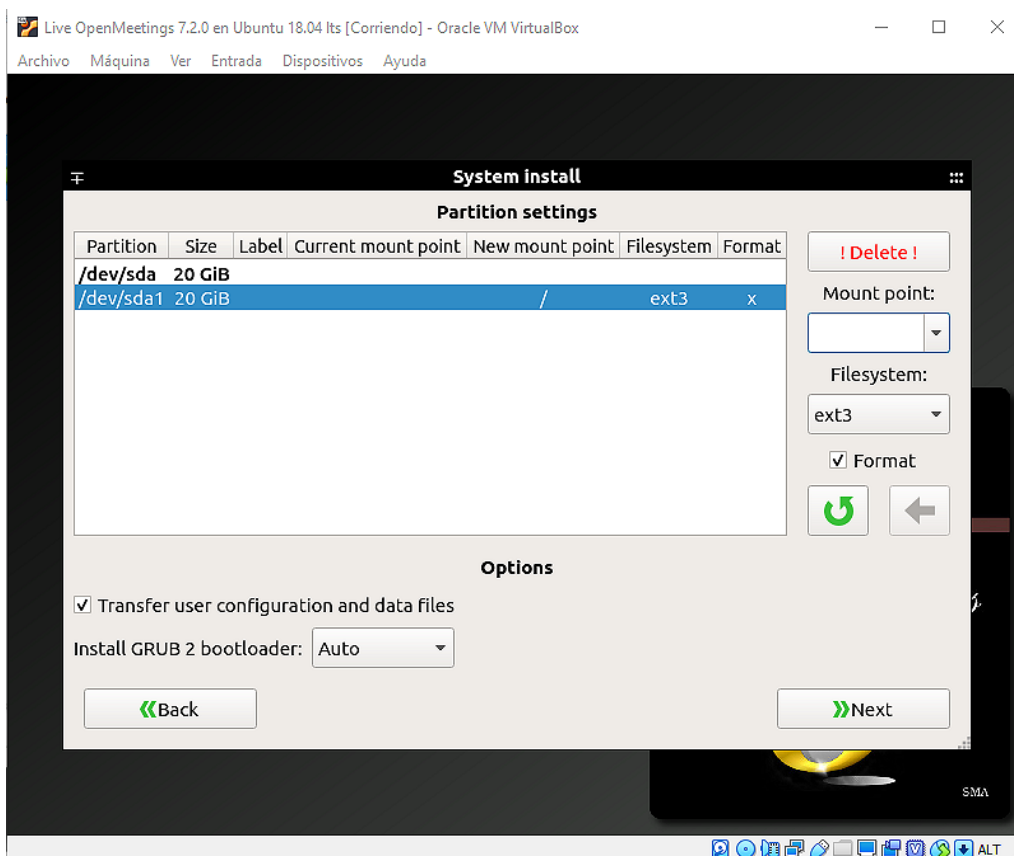 Live OpenMeetings 7.2.0 en Ubuntu 18.04 lts [Corriendo] - Oracle VM VirtualBox
Archivo Máquina Ver Entrada Dispositivos Ayuda
System install
Partition settings
Partition Size Label Current mount point New mount point Filesystem Format
/dev/sda 20 GiB
/dev/sda1 20 GiB / ext3 x
! Delete !
Mount point:
Filesystem:
ext3
Format
Options
Transfer user configuration and data files
Install GRUB 2 bootloader: Auto
Back
Next
SMA
ALT